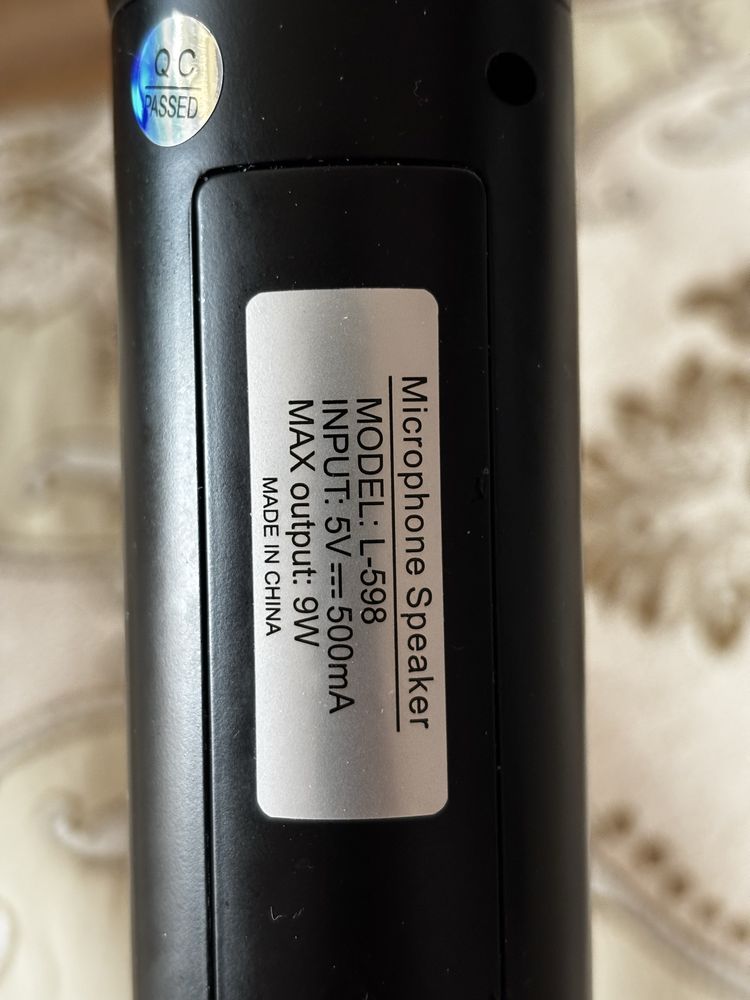 QC
PASSED
Microphone Speaker
MODEL: L-598
INPUT: 5V⎓500mA
MAX output: 9W
MADE IN CHINA